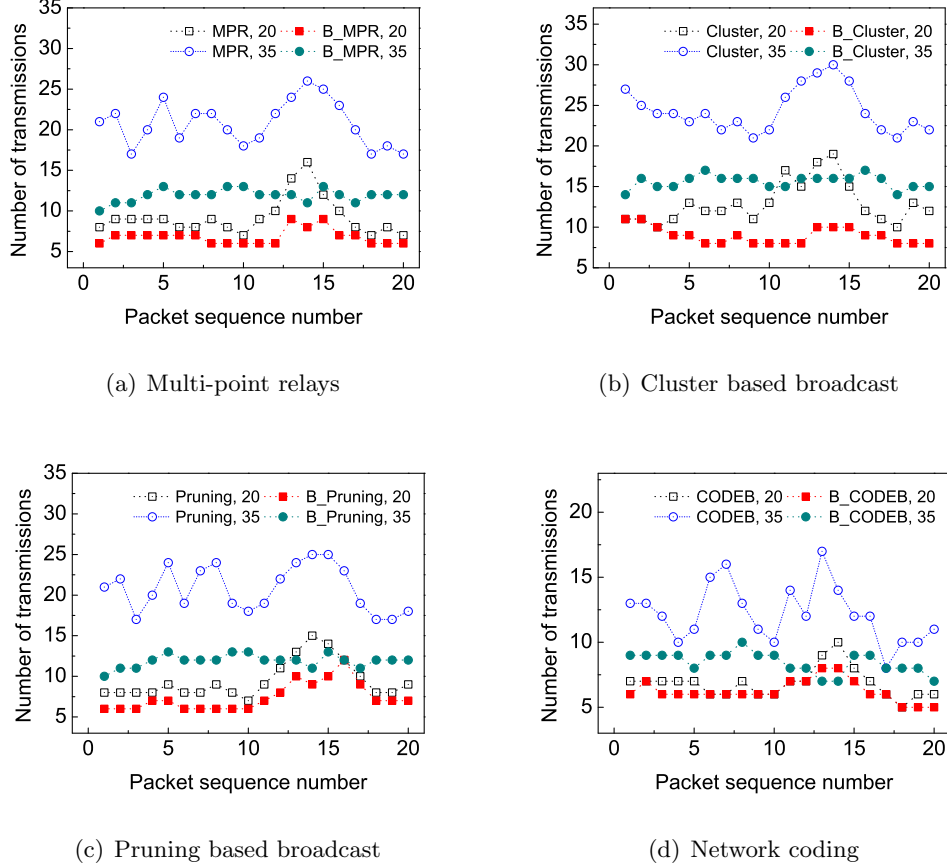 35
30
25
20
15
10
5
0 5 10 15 20
Number of transmissions
MPR, 20 B_MPR, 20
MPR, 35 B_MPR, 35
Packet sequence number
(a) Multi-point relays
35
30
25
20
15
10
5
0 5 10 15 20
Number of transmissions
Cluster, 20 B_Cluster, 20
Cluster, 35 B_Cluster, 35
Packet sequence number
(b) Cluster based broadcast
35
30
25
20
15
10
5
0 5 10 15 20
Number of transmissions
Pruning, 20 B_Pruning, 20
Pruning, 35 B_Pruning, 35
Packet sequence number
(c) Pruning based broadcast
20
15
10
5
0 5 10 15 20
Number of transmissions
CODEB, 20 B_CODEB, 20
CODEB, 35 B_CODEB, 35
Packet sequence number
(d) Network coding